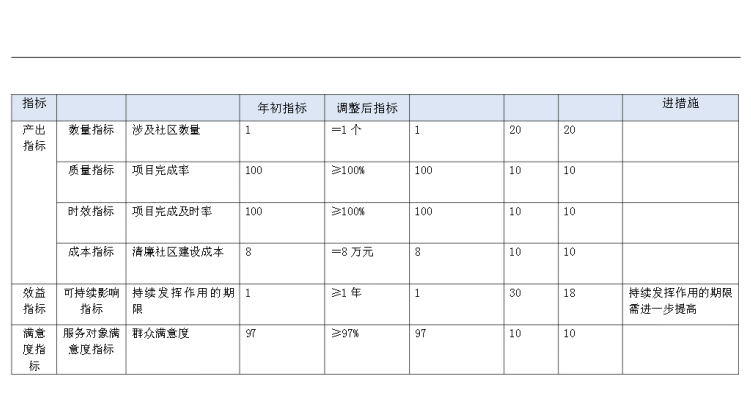 指标 年初指标 调整后指标 进措施
产出指标 数量指标 涉及社区数量 1 =1 个 1 20 20
质量指标 项目完成率 100 ≥100% 100 10 10
时效指标 项目完成及时率 100 ≥100% 100 10 10
成本指标 清廉社区建设成本 8 =8 万元 8 10 10
效益指标 可持续影响指标 持续发挥作用的期限 1 ≥1 年 1 30 18 持续发挥作用的期限需进一步提高
满意度指标 服务对象满意度指标 群众满意度 97 ≥97% 97 10 10